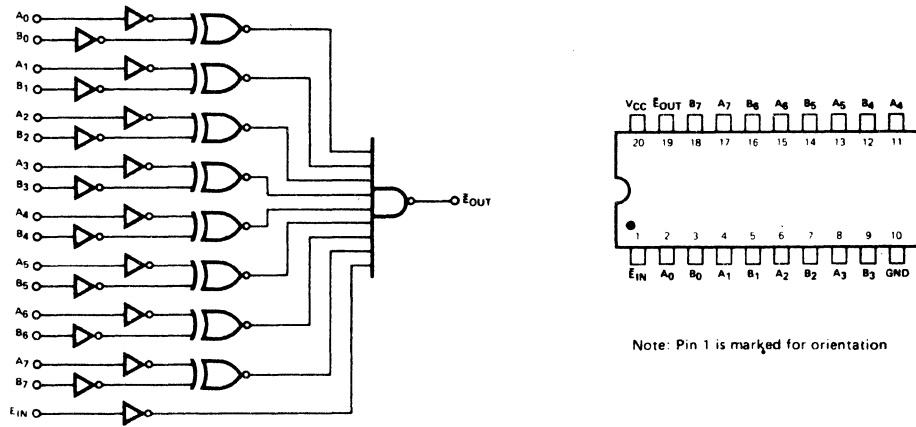 A0
B0
A1
B1
A2
B2
A3
B3
A4
B4
A5
B5
A6
B6
A7
B7
EIN
ĒOUT
VCC ĒOUT B7 A7 B6 A6 B5 A5 B4 A4
20 19 18 17 16 15 14 13 12 11
1 2 3 4 5 6 7 8 9 10
ĒIN A0 B0 A1 B1 A2 B2 A3 B3 GND
Note: Pin 1 is marked for orientation